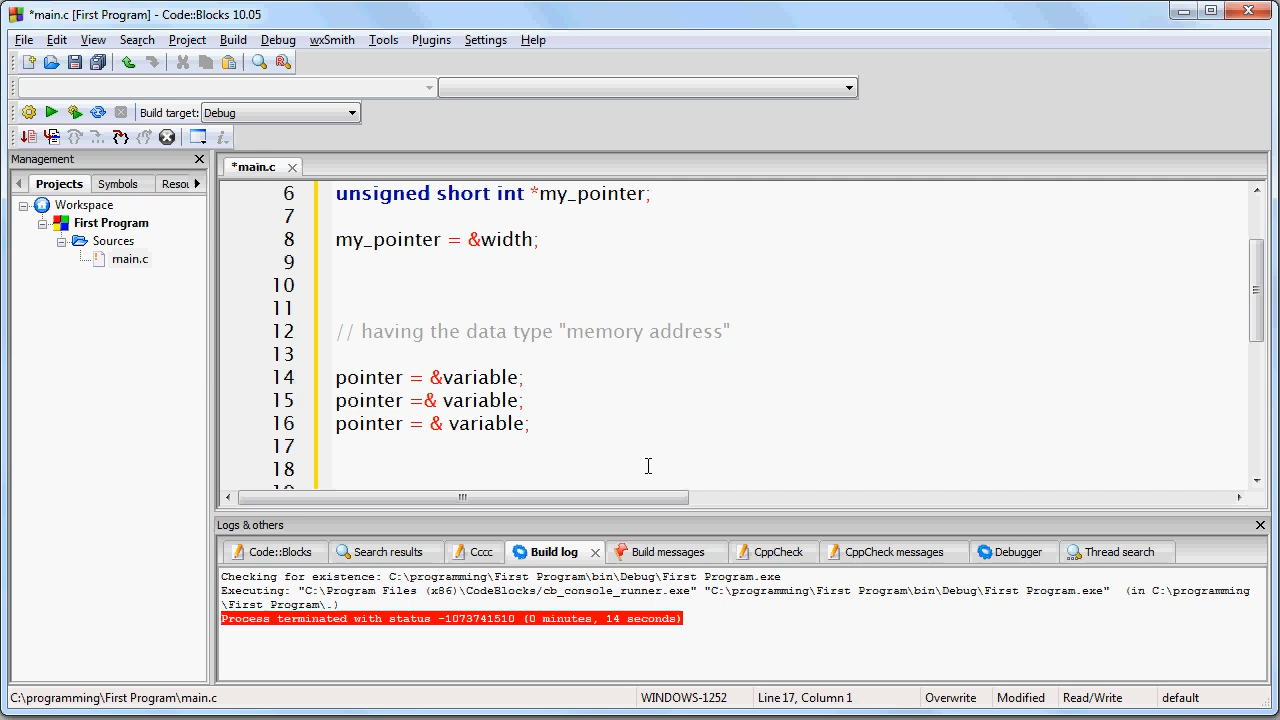 *main.c [First Program] - Code::Blocks 10.05
File Edit View Search Project Build Debug wxSmith Tools Plugins Settings Help
Build target: Debug
Management
Projects Symbols Resou
*main.c
Workspace
First Program
Sources
main.c
6 unsigned short int *my_pointer;
7
8 my_pointer = &width;
9
10
11
12 // having the data type "memory address"
13
14 pointer = &variable;
15 pointer =& variable;
16 pointer = & variable;
17
18
Logs & others
Code::Blocks Search results Cccc Build log Build messages CppCheck CppCheck messages Debugger Thread search
Checking for existence: C:\programming\First Program\bin\Debug\First Program.exe
Executing: "C:\Program Files (x86)\CodeBlocks/cb_console_runner.exe" "C:\programming\First Program\bin\Debug\First Program.exe"  (in C:\programming
\First Program\.)
Process terminated with status -1073741510 (0 minutes, 14 seconds)
C:\programming\First Program\main.c WINDOWS-1252 Line 17, Column 1 Overwrite Modified Read/Write default